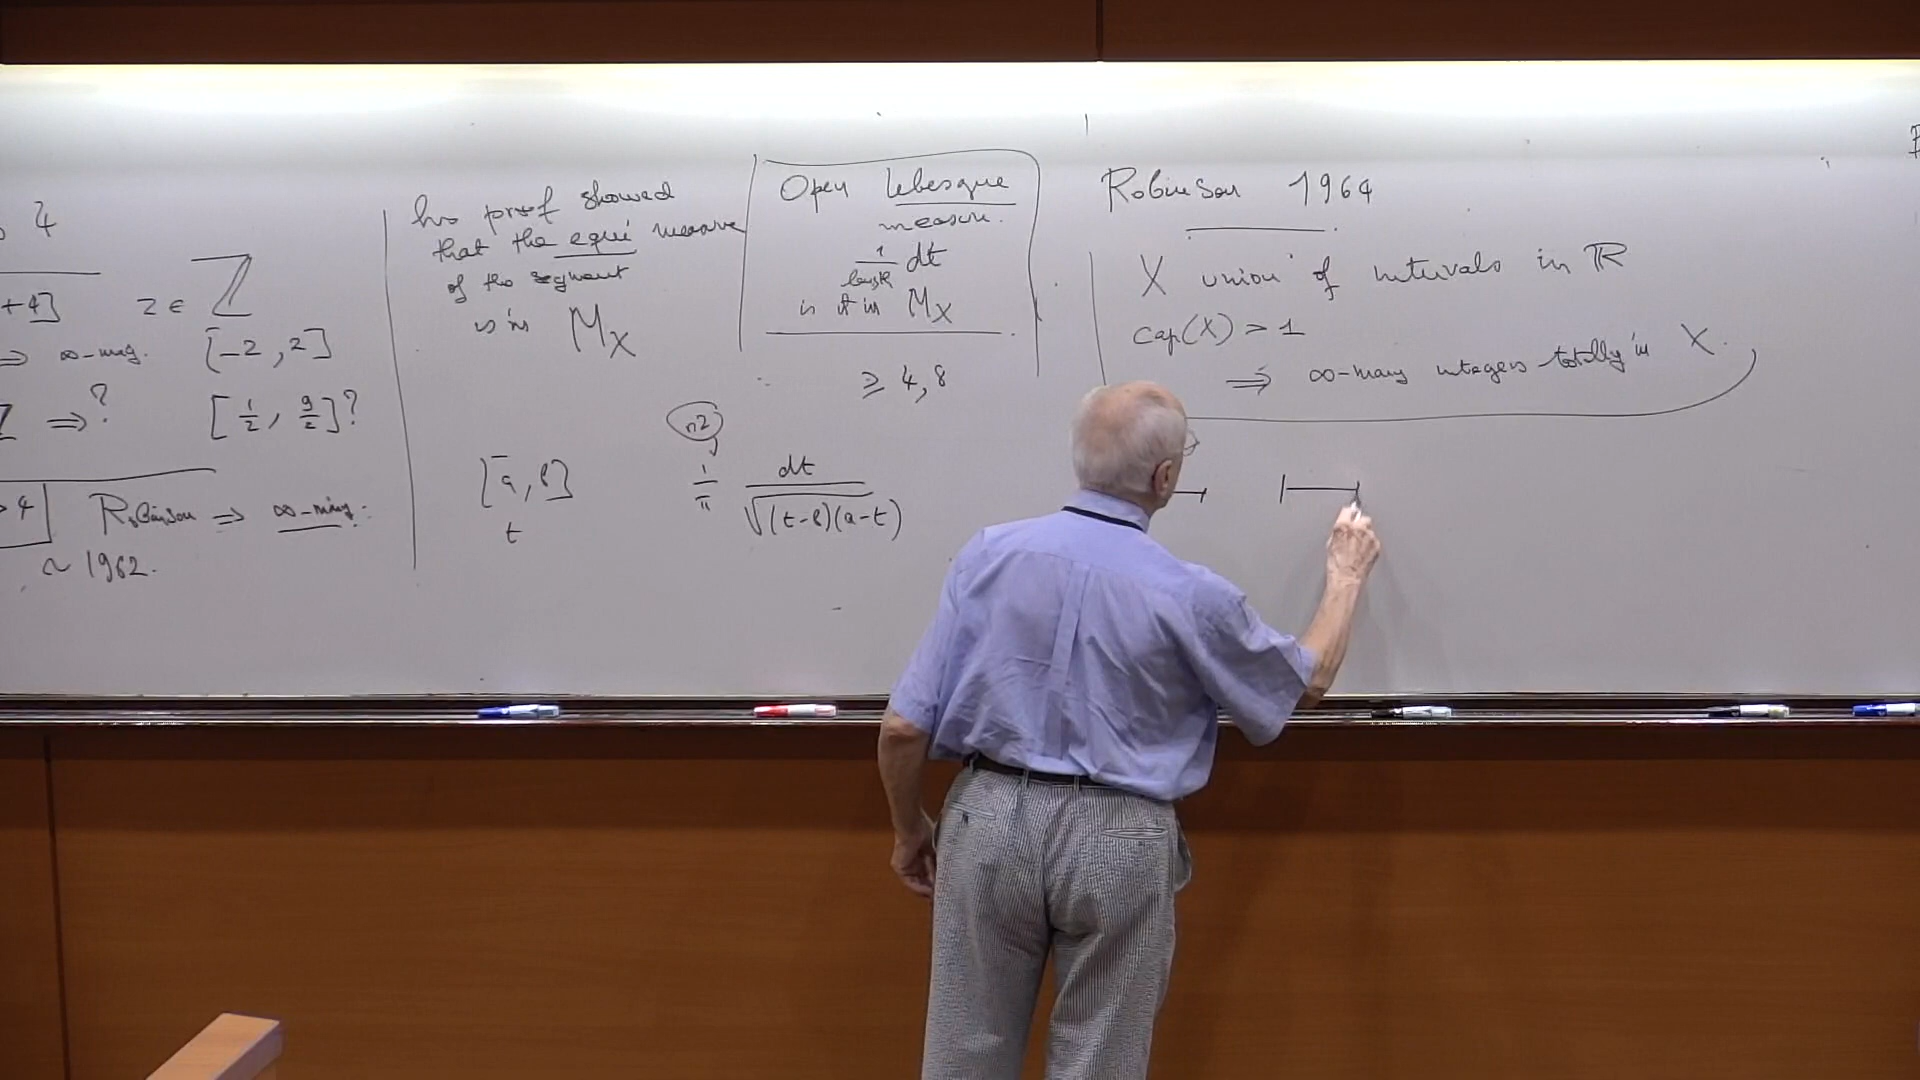 4
+4]
z ∈ ℤ
⇒ ∞-many. [-2, 2]
ℤ ⇒? [1/2, 9/2]?
> 4 Robinson ⇒ ∞-many.
~ 1962.
his proof showed
that the equi measure
of the segment
is in M_X
[a, b]
t
1/π dt/√(t-b)(a-t)
Open Lebesgue
measure.
1/length dt
is it in M_X
≥ 4,8
Robinson 1964
X union of intervals in ℝ
cap(X) > 1
⇒ ∞-many integers totally in X.